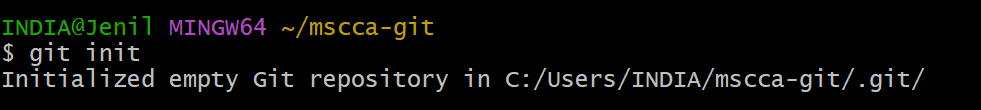 INDIA@Jenil MINGW64 ~/mscca-git
$ git init
Initialized empty Git repository in C:/Users/INDIA/mscca-git/.git/